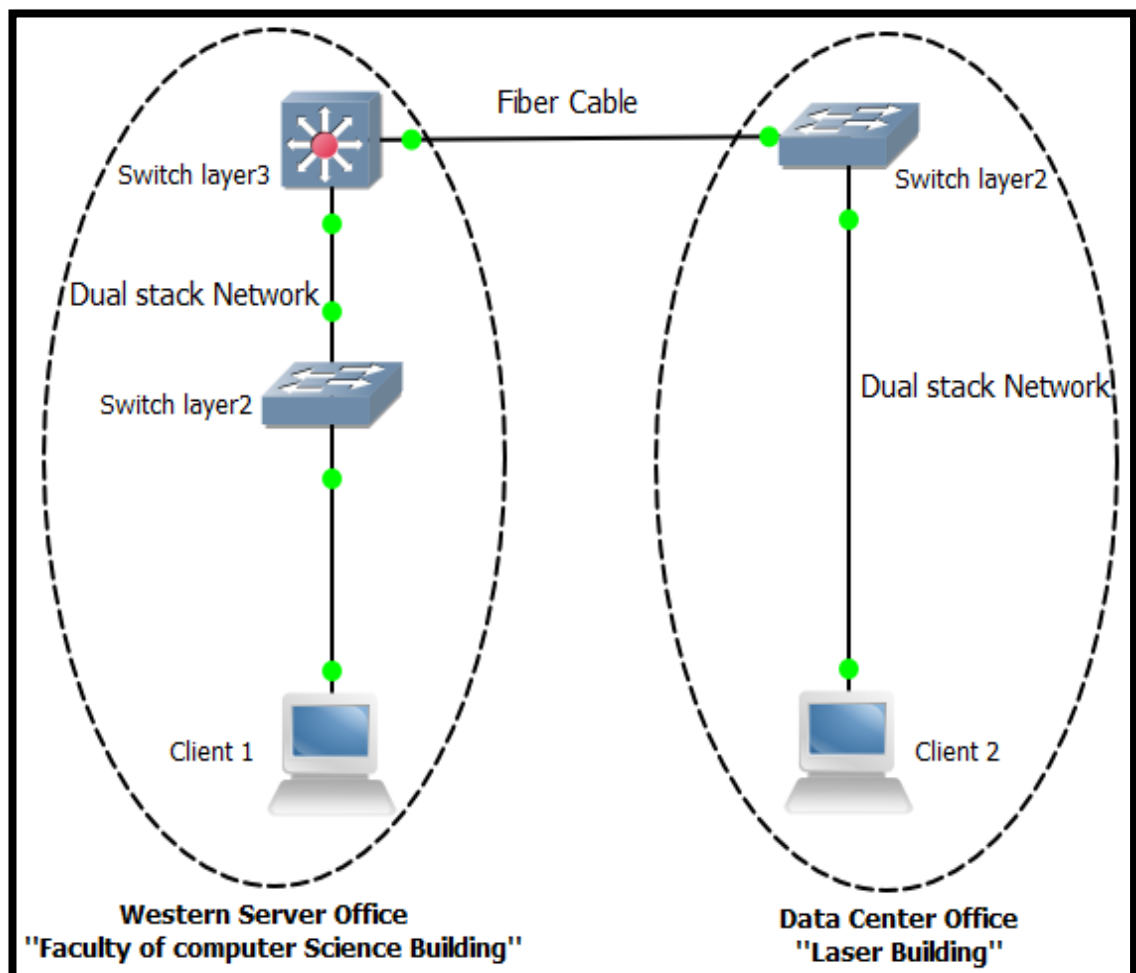 Fiber Cable
Switch layer3
Switch layer2
Dual stack Network
Switch layer2
Dual stack Network
Client 1
Client 2
Western Server Office
"Faculty of computer Science Building"
Data Center Office
"Laser Building"